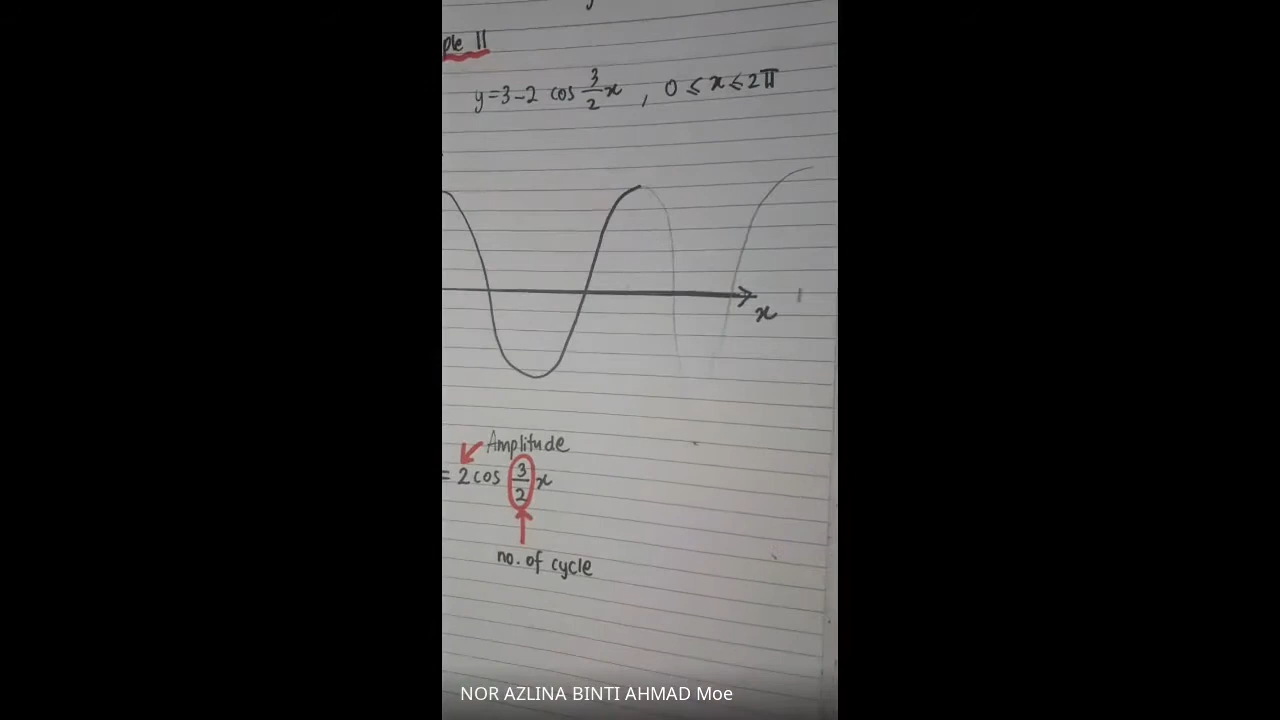 ple 11
y=3-2 cos 3/2 x , 0 ≤ x ≤ 2π
x
Amplitude
= 2 cos 3/2 x
no. of cycle
NOR AZLINA BINTI AHMAD Moe